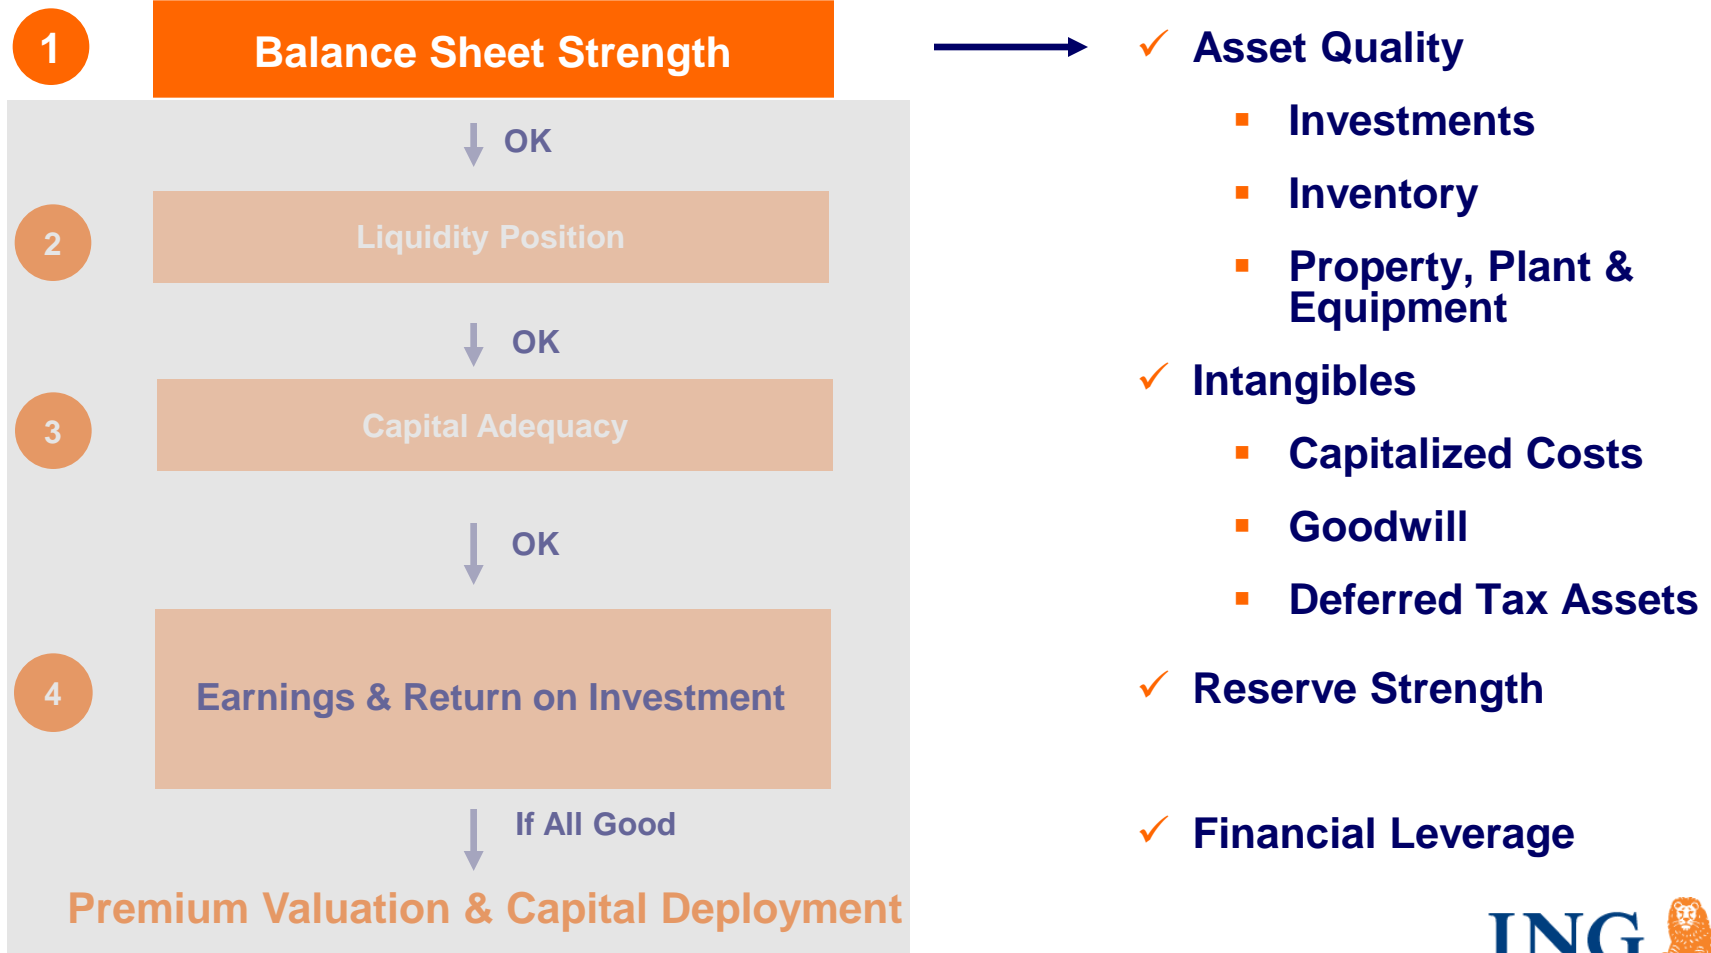 1
Balance Sheet Strength
OK
2
Liquidity Position
OK
3
Capital Adequacy
OK
4
Earnings & Return on Investment
If All Good
Premium Valuation & Capital Deployment
✓ Asset Quality
▪ Investments
▪ Inventory
▪ Property, Plant &
Equipment
✓ Intangibles
▪ Capitalized Costs
▪ Goodwill
▪ Deferred Tax Assets
✓ Reserve Strength
✓ Financial Leverage
ING